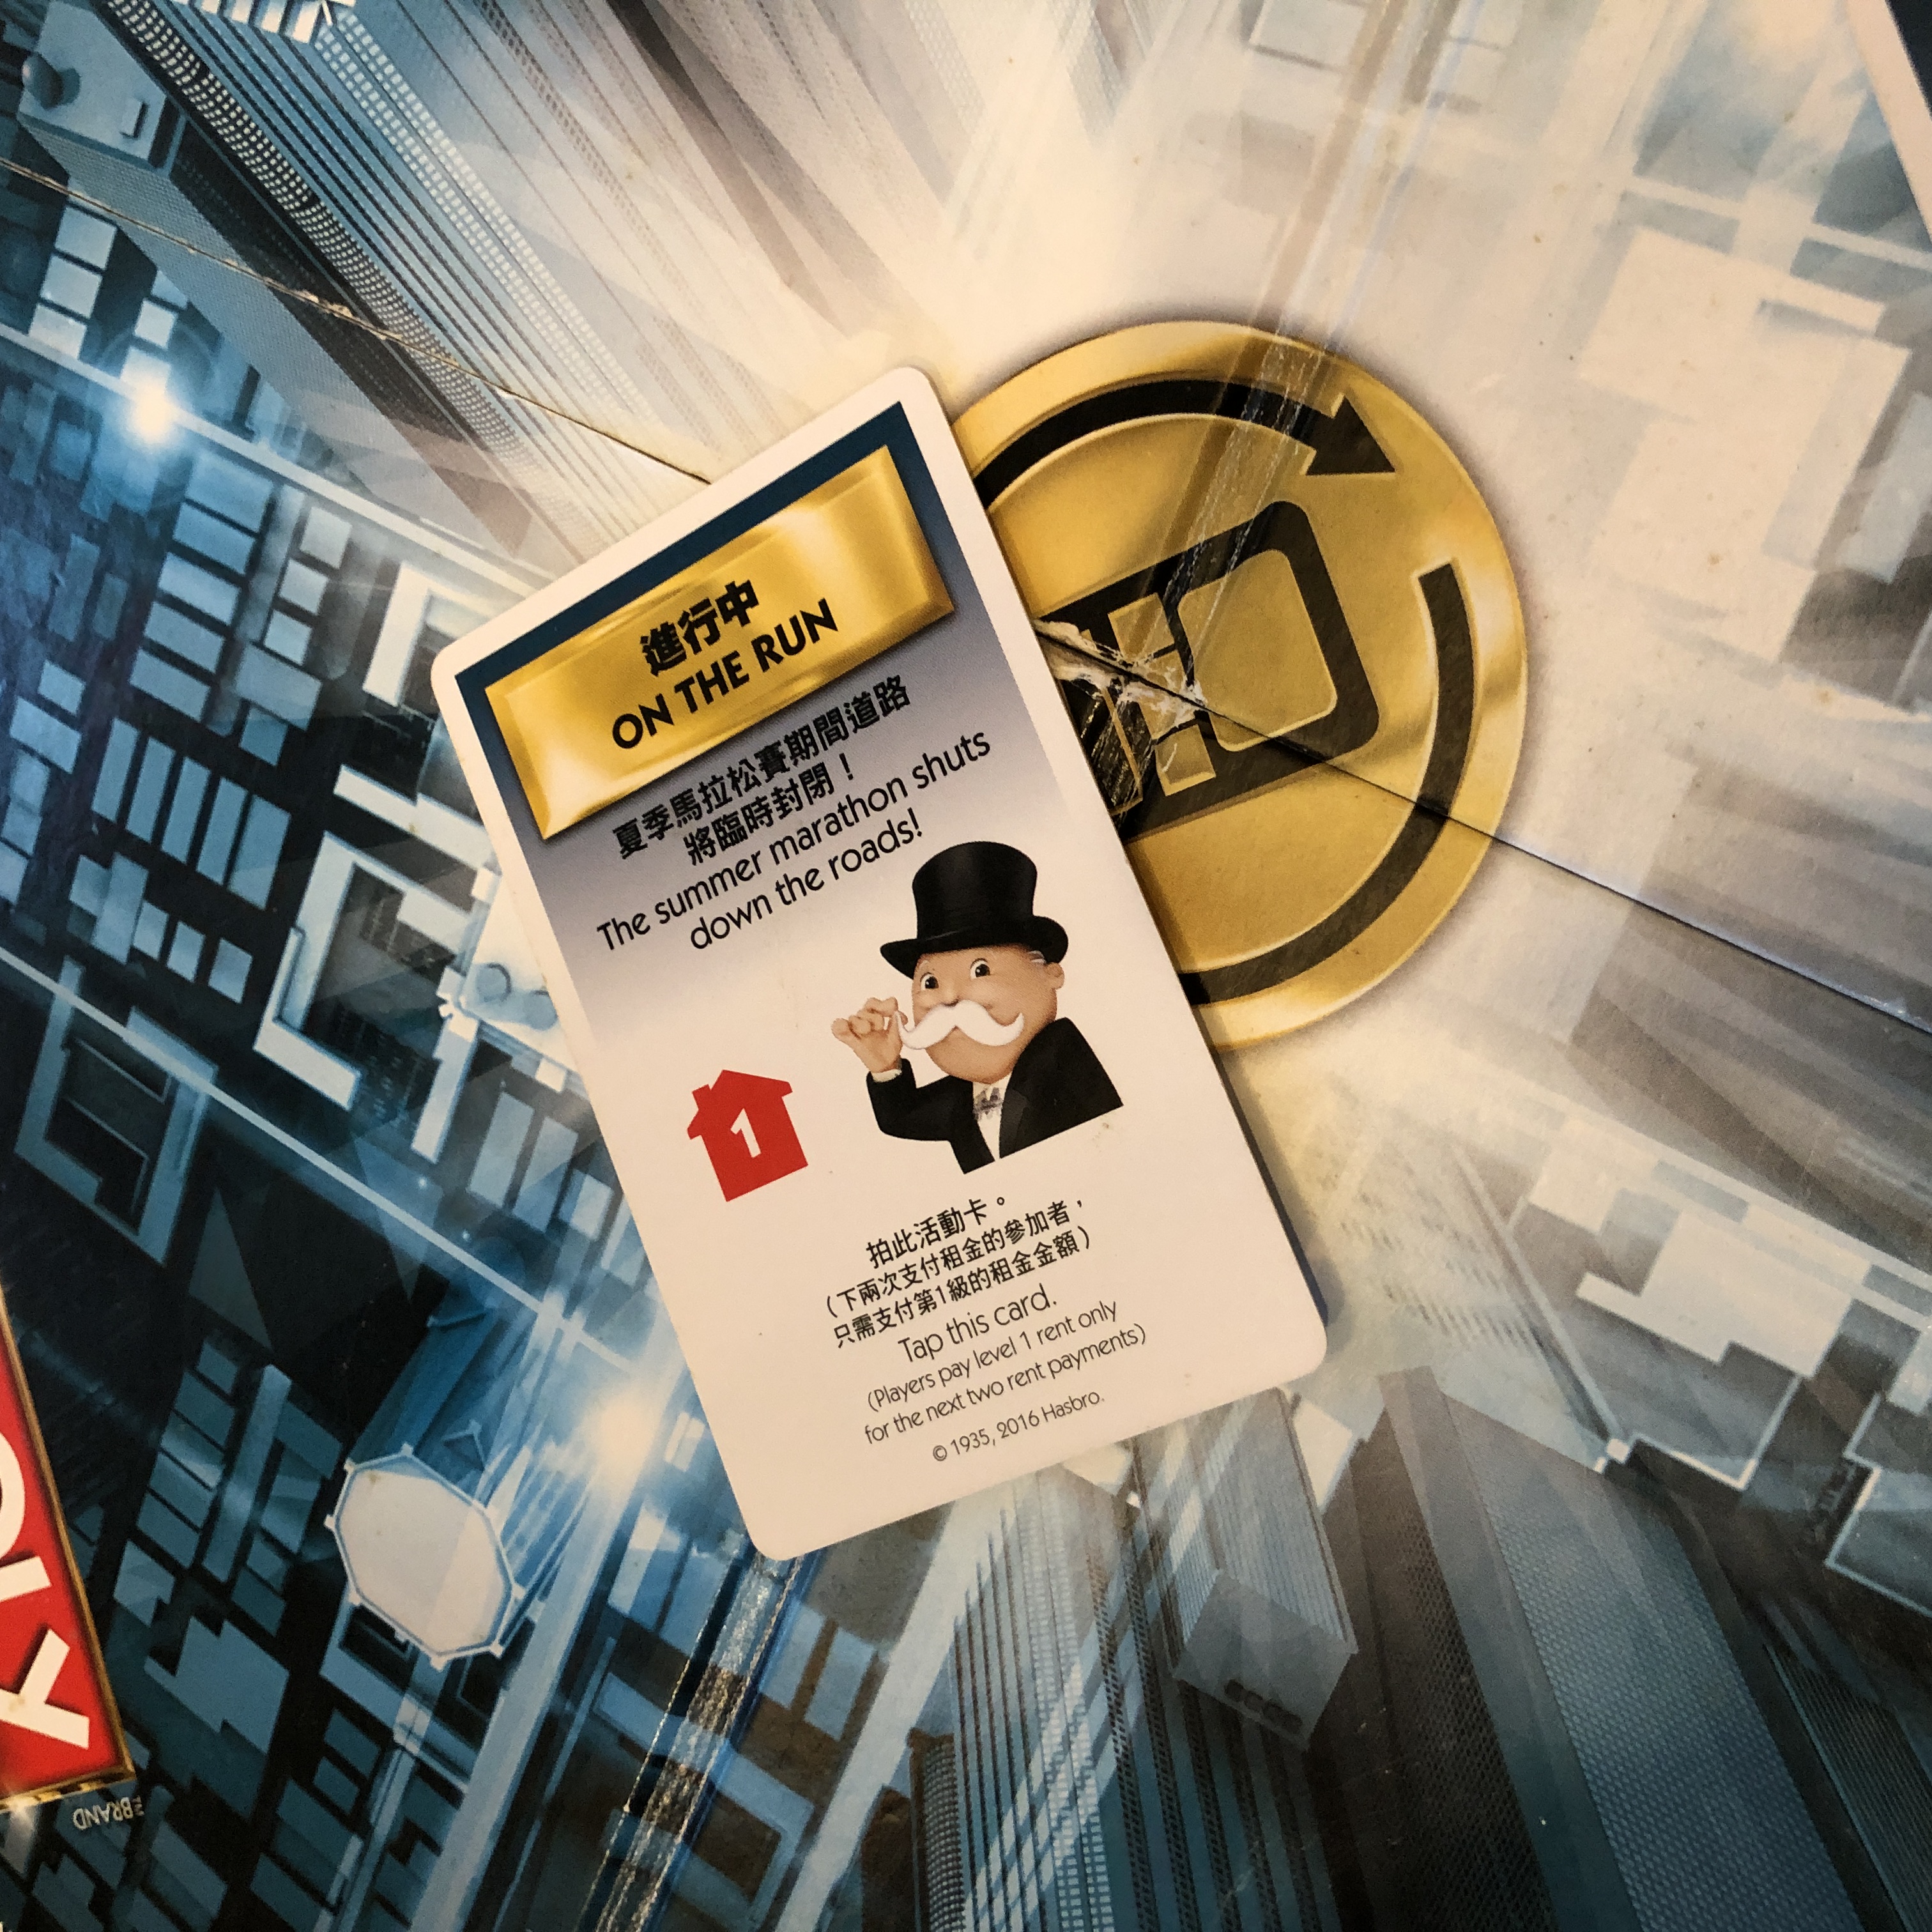 進行中
ON THE RUN
夏季馬拉松賽期間道路
將臨時封閉！
The summer marathon shuts
down the roads!
1
拍此活動卡。
(下兩次支付租金的參加者，
只需支付第1級的租金金額)
Tap this card.
(Players pay level 1 rent only
for the next two rent payments)
© 1935, 2016 Hasbro.
BRAND